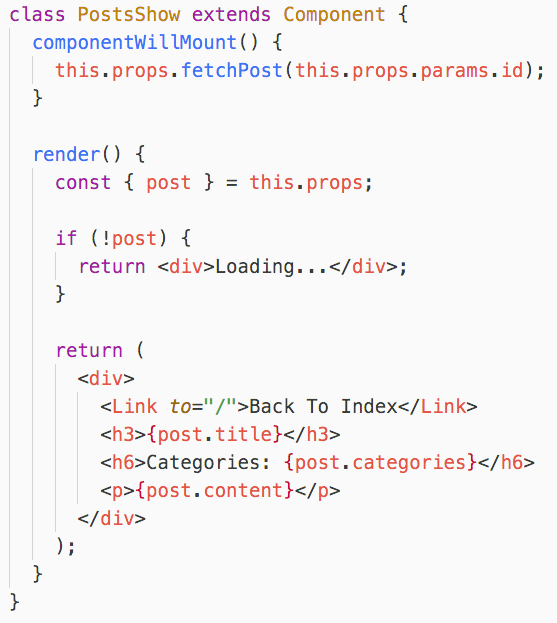 class PostsShow extends Component {
  componentWillMount() {
    this.props.fetchPost(this.props.params.id);
  }

  render() {
    const { post } = this.props;

    if (!post) {
      return <div>Loading...</div>;
    }

    return (
      <div>
        <Link to="/">Back To Index</Link>
        <h3>{post.title}</h3>
        <h6>Categories: {post.categories}</h6>
        <p>{post.content}</p>
      </div>
    );
  }
}